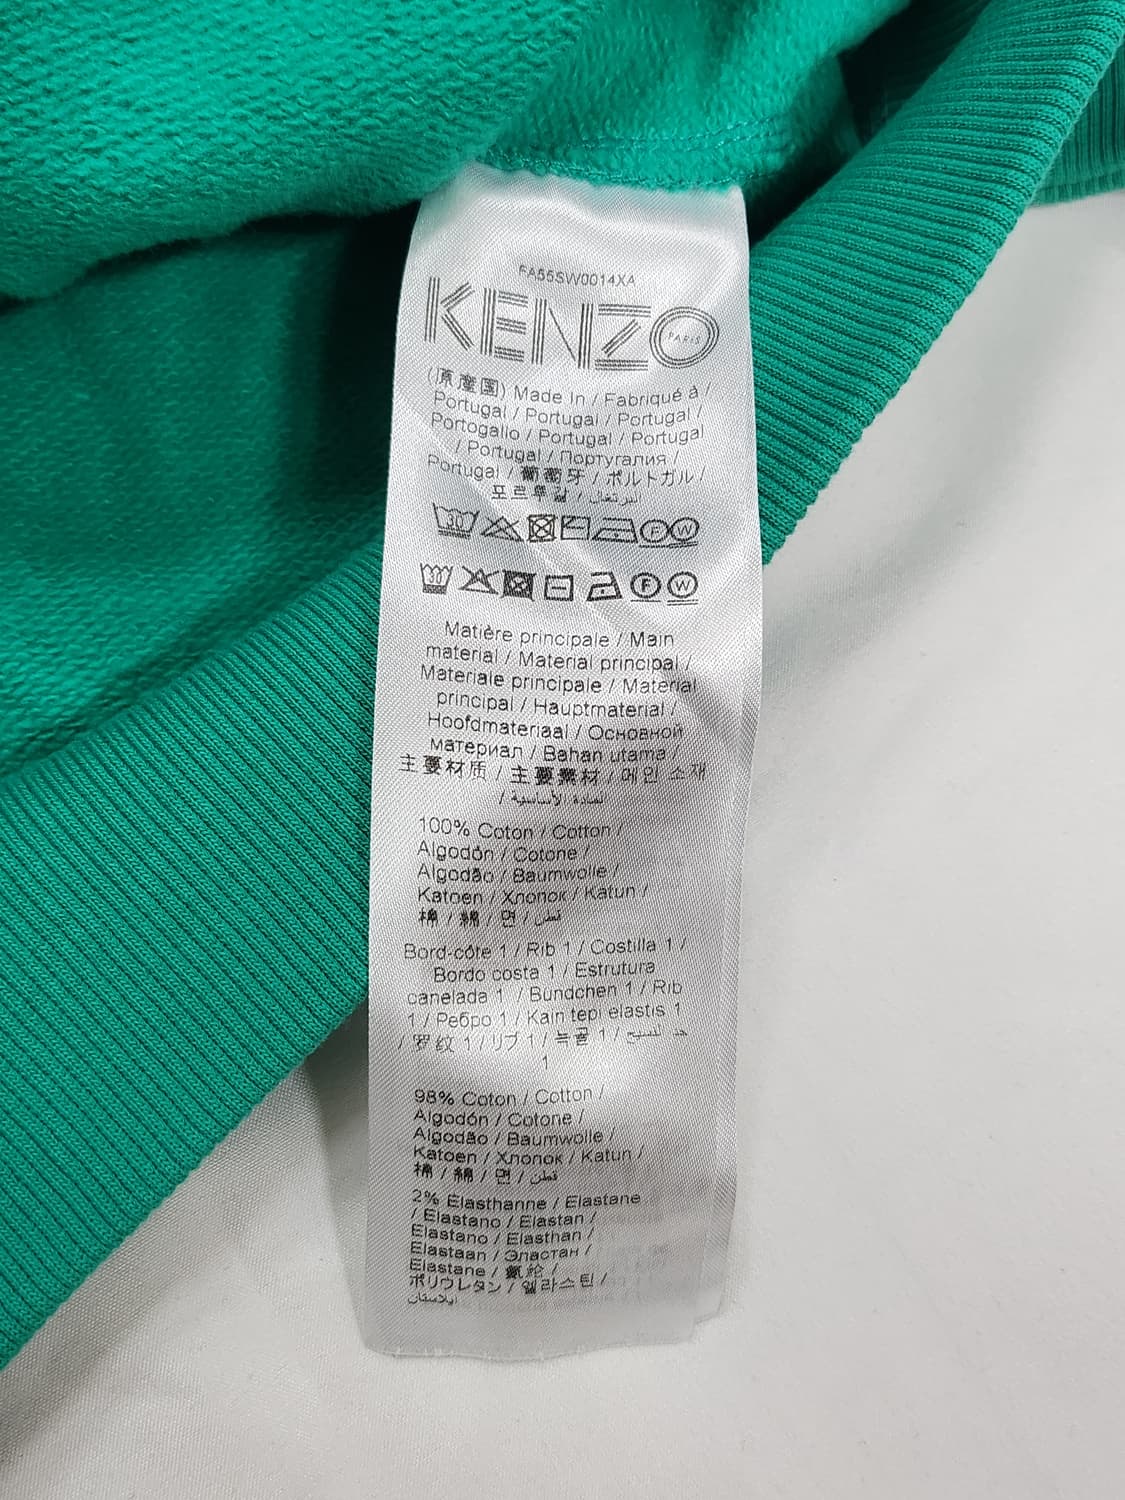 FA55SW0014XA
KENZO
PARIS
(原産国) Made In / Fabriqué à /
Portugal / Portugal / Portugal /
Portogallo / Portugal / Portugal
/ Portugal / Португалия /
Portugal / 葡萄牙 / ポルトガル /
포르투갈 / البرتغال
30 F W
30 F W
Matière principale / Main
material / Material principal /
Materiale principale / Material
principal / Hauptmaterial /
Hoofdmateriaal / Основной
материал / Bahan utama /
主要材质 / 主要素材 / 메인 소재
/ المادة الأساسية
100% Coton / Cotton /
Algodón / Cotone /
Algodão / Baumwolle /
Katoen / Хлопок / Katun /
棉 / 綿 / 면 / قطن
Bord-côte 1 / Rib 1 / Costilla 1 /
Bordo costa 1 / Estrutura
canelada 1 / Bündchen 1 / Rib
1 / Ребро 1 / Kain tepi elastis 1
/ 罗纹 1 / リブ 1 / 늑골 1 /
1
98% Coton / Cotton /
Algodón / Cotone /
Algodão / Baumwolle /
Katoen / Хлопок / Katun /
棉 / 綿 / 면 / قطن
2% Élasthanne / Elastane
/ Elastano / Elastan /
Elastano / Elasthan /
Elastaan / Эластан /
Elastane / 氨纶 /
ポリウレタン / 엘라스틴 /
إيلاستان